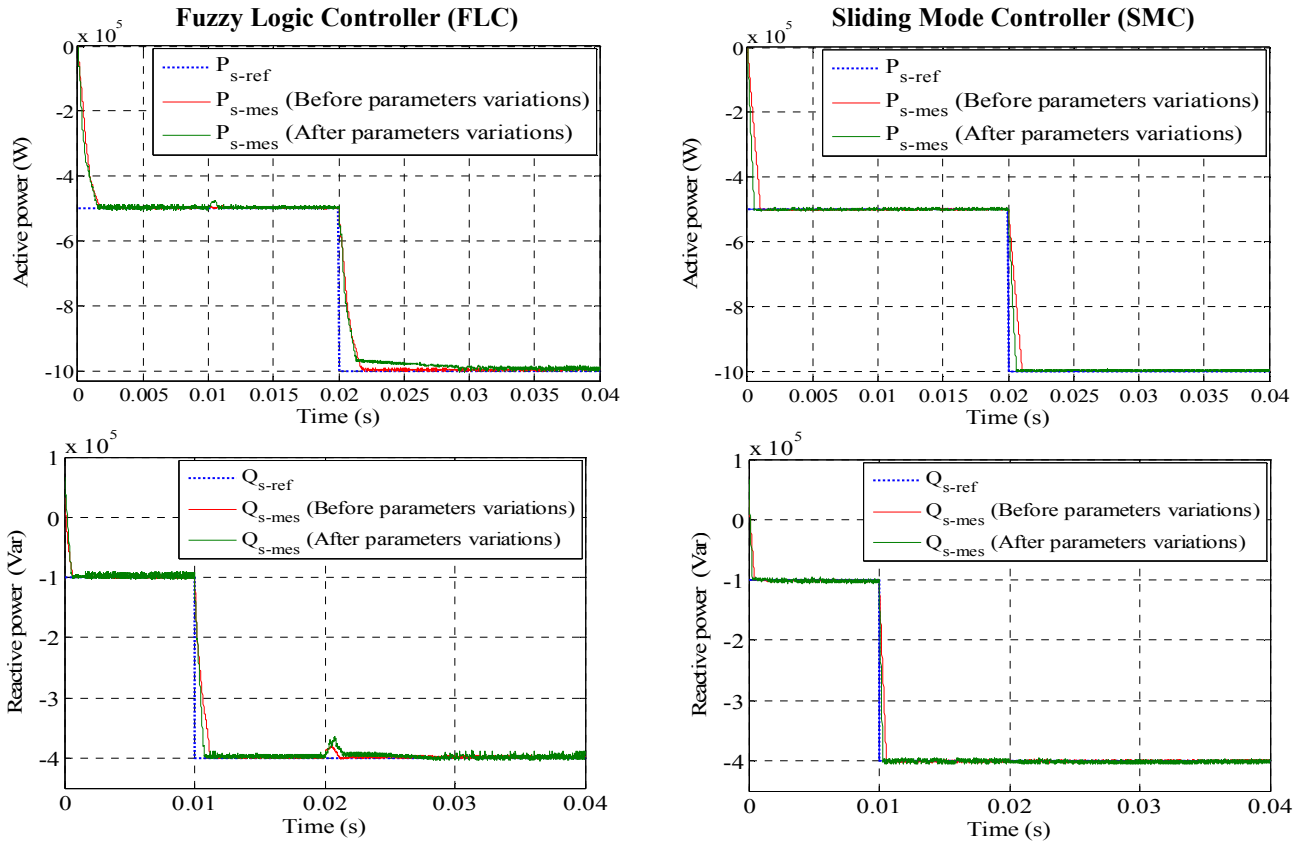 Fuzzy Logic Controller (FLC)
x 10^5
P_s-ref
P_s-mes (Before parameters variations)
P_s-mes (After parameters variations)
Active power (W)
0
-2
-4
-6
-8
-10
0 0.005 0.01 0.015 0.02 0.025 0.03 0.035 0.04
Time (s)
Sliding Mode Controller (SMC)
x 10^5
P_s-ref
P_s-mes (Before parameters variations)
P_s-mes (After parameters variations)
Active power (W)
0
-2
-4
-6
-8
-10
0 0.005 0.01 0.015 0.02 0.025 0.03 0.035 0.04
Time (s)
x 10^5
Q_s-ref
Q_s-mes (Before parameters variations)
Q_s-mes (After parameters variations)
Reactive power (Var)
1
0
-1
-2
-3
-4
0 0.01 0.02 0.03 0.04
Time (s)
x 10^5
Q_s-ref
Q_s-mes (Before parameters variations)
Q_s-mes (After parameters variations)
Reactive power (Var)
1
0
-1
-2
-3
-4
0 0.01 0.02 0.03 0.04
Time (s)